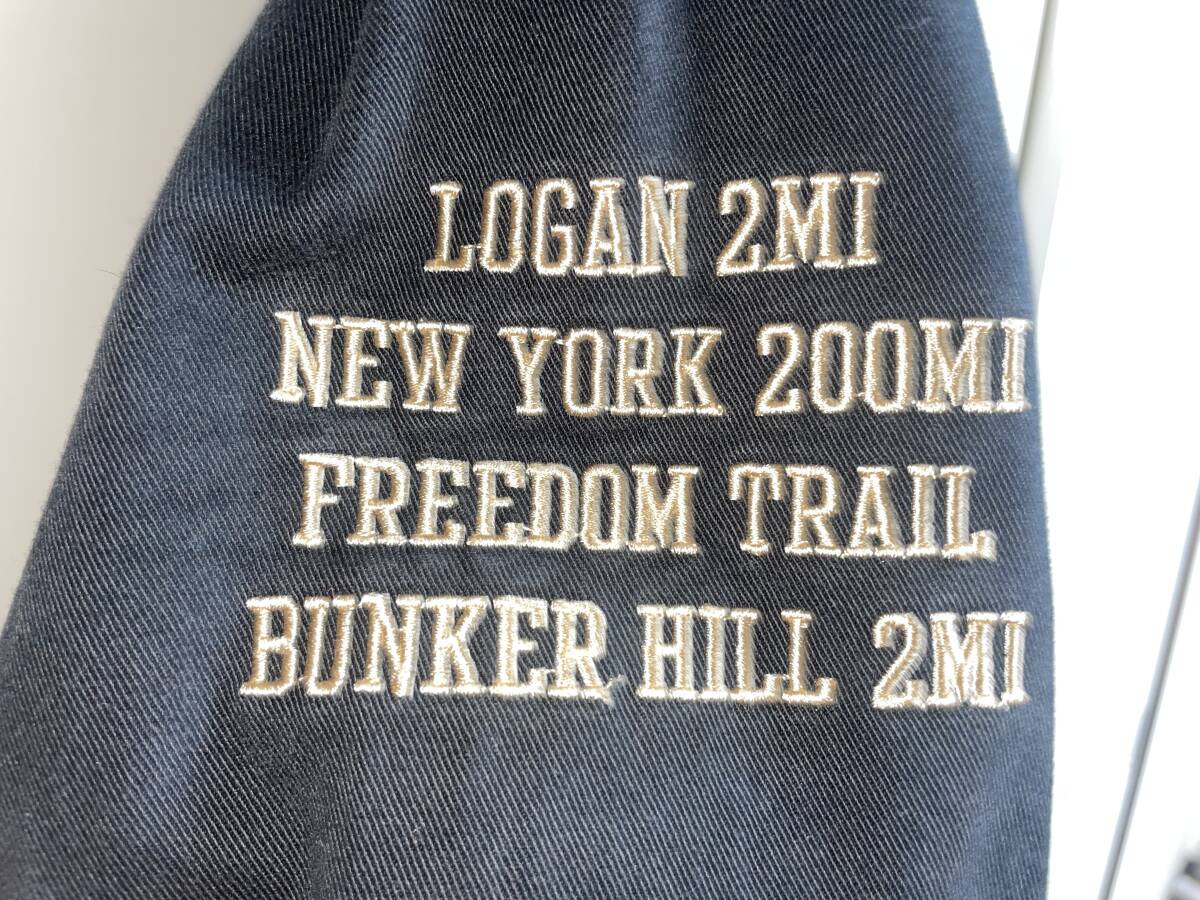 LOGAN 2MI
NEW YORK 200MI
FREEDOM TRAIL
BUNKER HILL 2MI